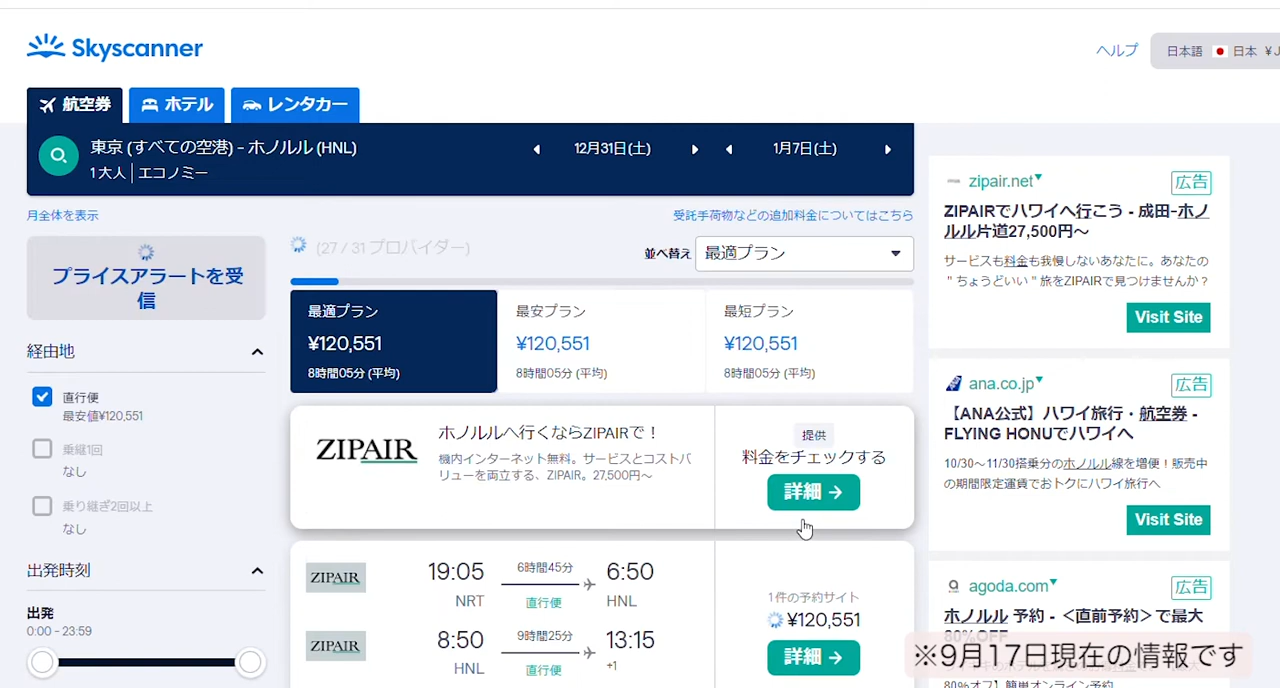 Skyscanner
ヘルプ
日本語 日本 ¥J
航空券
ホテル
レンタカー
東京 (すべての空港) - ホノルル (HNL)
1 大人 | エコノミー
12月31日(土)
1月7日(土)
月全体を表示
受託手荷物などの追加料金についてはこちら
プライスアラートを受
信
(27 / 31 プロバイダー)
並べ替え
最適プラン
最適プラン
¥120,551
8時間05分 (平均)
最安プラン
¥120,551
8時間05分 (平均)
最短プラン
¥120,551
8時間05分 (平均)
経由地
直行便
最安値¥120,551
乗継1回
なし
乗り継ぎ2回以上
なし
出発時刻
出発
0:00 - 23:59
ZIPAIR
ホノルルへ行くならZIPAIRで！
機内インターネット無料。サービスとコストバ
リューを両立する、ZIPAIR。27,500円～
提供
料金をチェックする
詳細 →
ZIPAIR
19:05
NRT
6時間45分
直行便
6:50
HNL
ZIPAIR
8:50
HNL
9時間25分
直行便
13:15
+1
1件の予約サイト
¥120,551
詳細 →
zipair.net
広告
ZIPAIRでハワイへ行こう - 成田-ホノ
ルル片道27,500円～
サービスも料金も我慢しないあなたに。あなたの
" ちょうどいい " 旅をZIPAIRで見つけませんか？
Visit Site
ana.co.jp
広告
【ANA公式】ハワイ旅行・航空券 -
FLYING HONUでハワイへ
10/30～11/30搭乗分のホノルル線を増便！販売中
の期間限定運賃でおトクにハワイ旅行へ
Visit Site
agoda.com
広告
ホノルル 予約 - ＜直前予約＞で最大
80%OFF
80%オフ】簡単オンライン予約
※9月17日現在の情報です